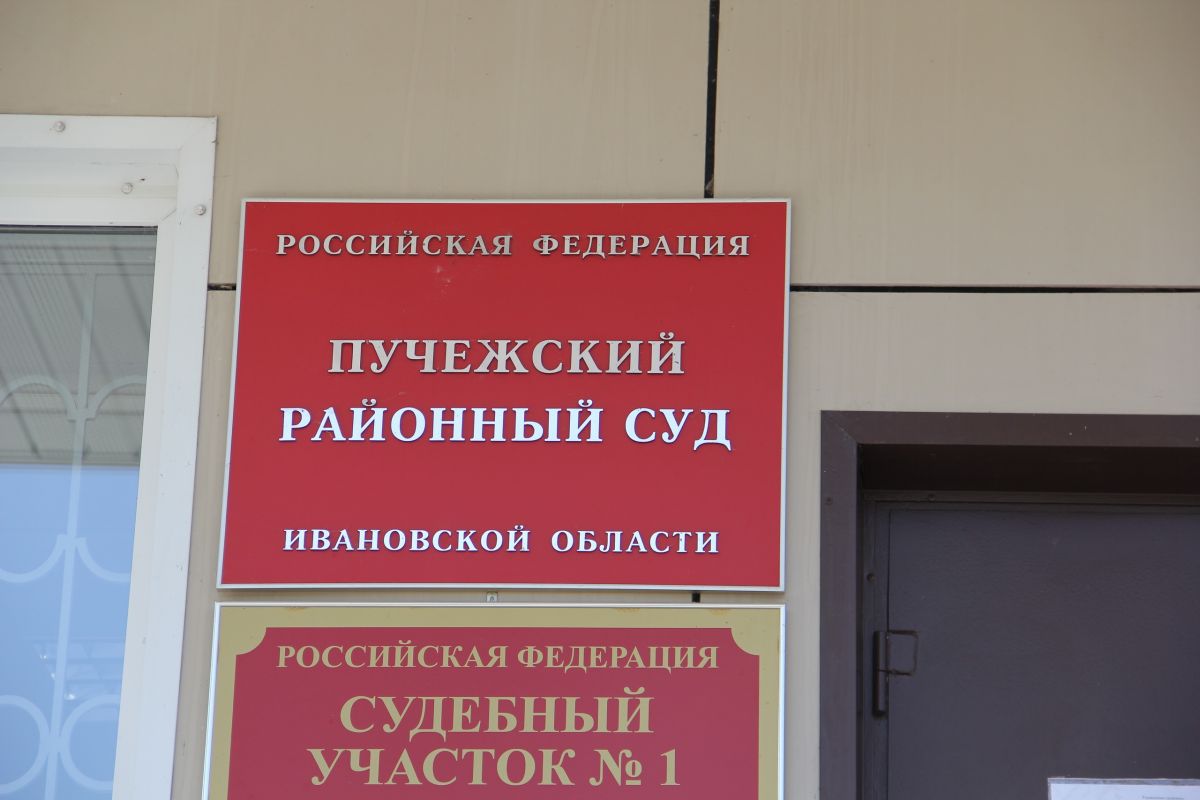 РОССИЙСКАЯ ФЕДЕРАЦИЯ
ПУЧЕЖСКИЙ
РАЙОННЫЙ СУД
ИВАНОВСКОЙ ОБЛАСТИ
РОССИЙСКАЯ ФЕДЕРАЦИЯ
СУДЕБНЫЙ
УЧАСТОК № 1